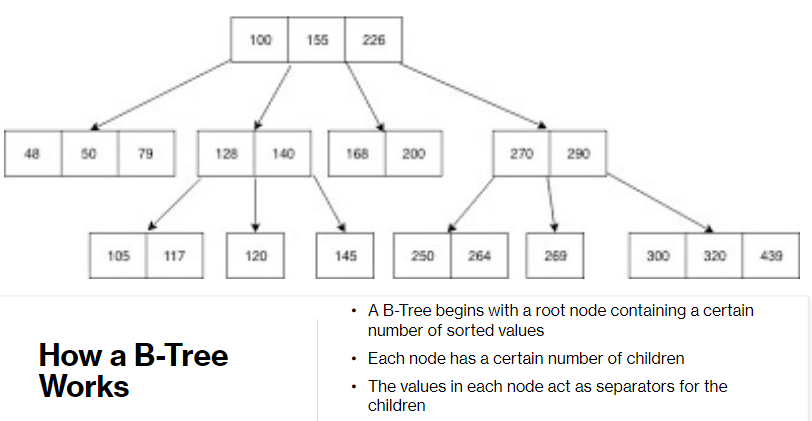 100 155 226
48 50 79 128 140 168 200 270 290
105 117 120 145 250 264 269 300 320 439
How a B-Tree
Works
• A B-Tree begins with a root node containing a certain
number of sorted values
• Each node has a certain number of children
• The values in each node act as separators for the
children